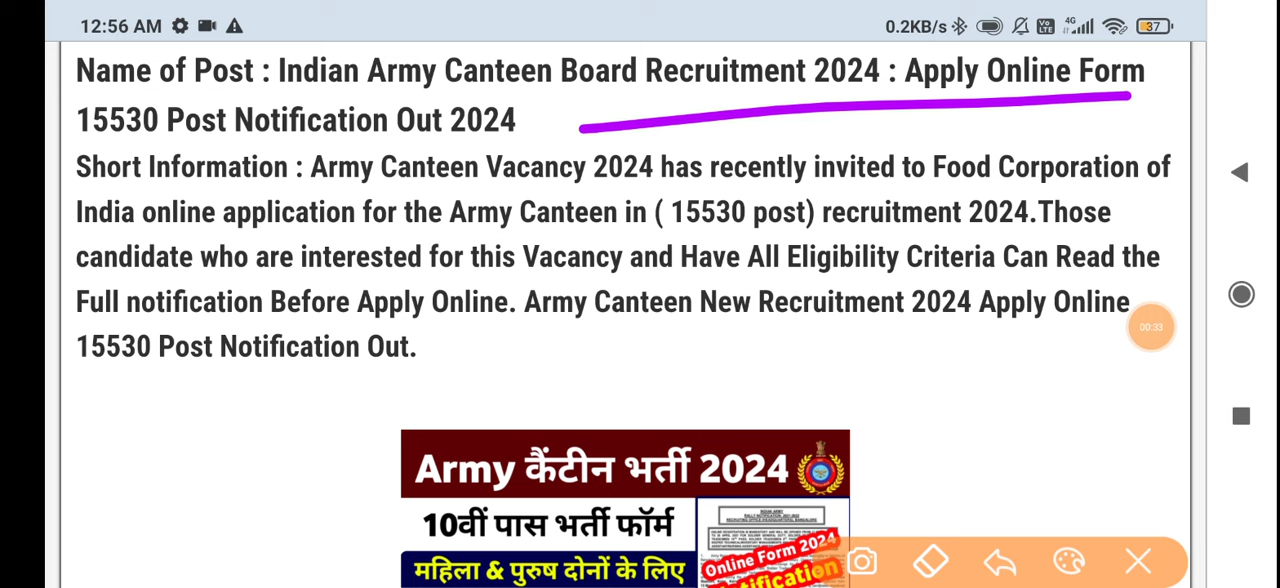 12:56 AM
0.2KB/s
4G
37
Name of Post : Indian Army Canteen Board Recruitment 2024 : Apply Online Form
15530 Post Notification Out 2024
Short Information : Army Canteen Vacancy 2024 has recently invited to Food Corporation of
India online application for the Army Canteen in ( 15530 post) recruitment 2024.Those
candidate who are interested for this Vacancy and Have All Eligibility Criteria Can Read the
Full notification Before Apply Online. Army Canteen New Recruitment 2024 Apply Online
00:33
15530 Post Notification Out.
Army कैंटीन भर्ती 2024
10वीं पास भर्ती फॉर्म
महिला & पुरुष दोनों के लिए
Online Form 2024